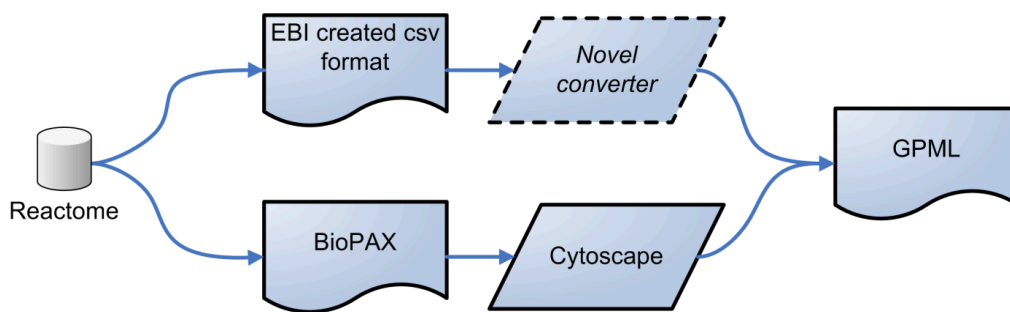 EBI created csv
format
Novel
converter
GPML
Reactome
BioPAX
Cytoscape